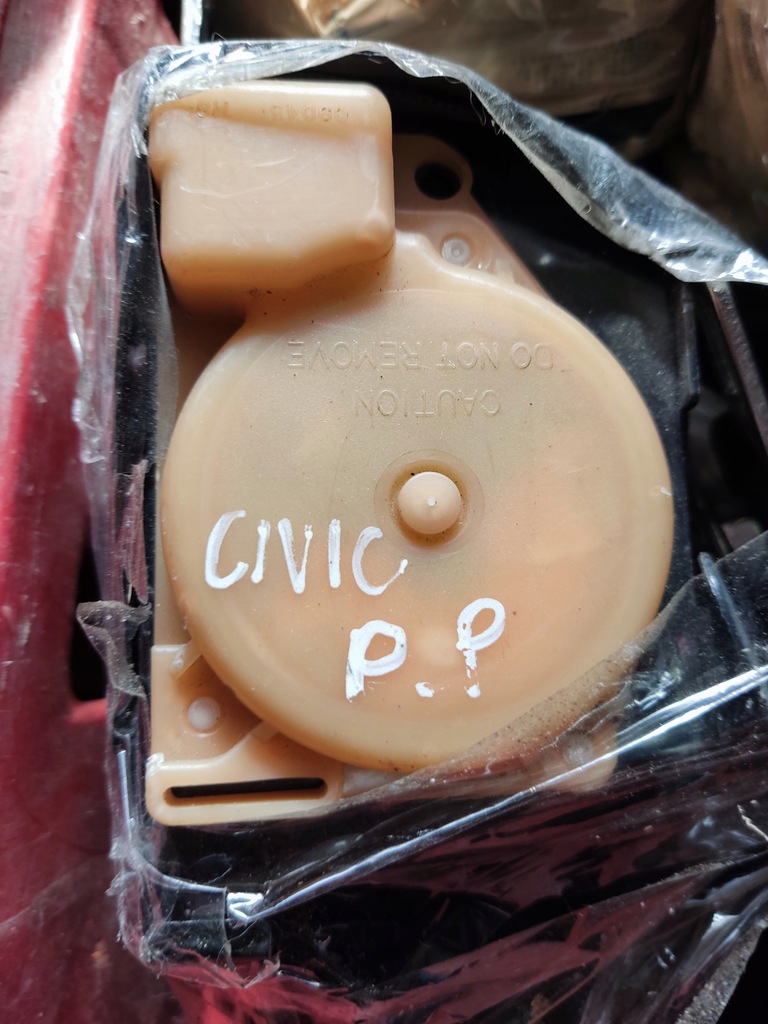 CAUTION
DO NOT REMOVE
CIVIC
P.P